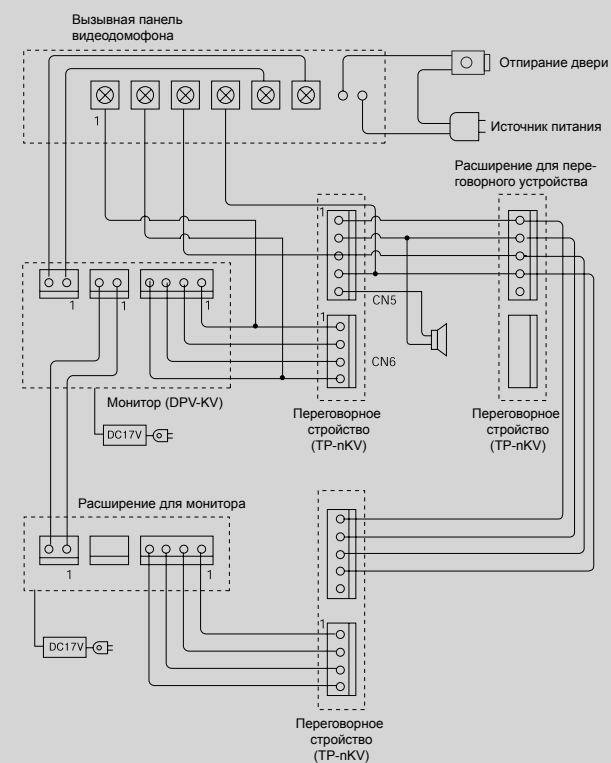 Вызывная панель
видеодомофона
Отпирание двери
1
Источник питания
Расширение для пере-
говорного устройства
1
CN5
1
1
1
CN6
Монитор (DPV-KV)
Переговорное
стройство
(TP-nKV)
Переговорное
стройство
(TP-nKV)
DC17V
Расширение для монитора
1
1
1
DC17V
Переговорное
стройство
(TP-nKV)